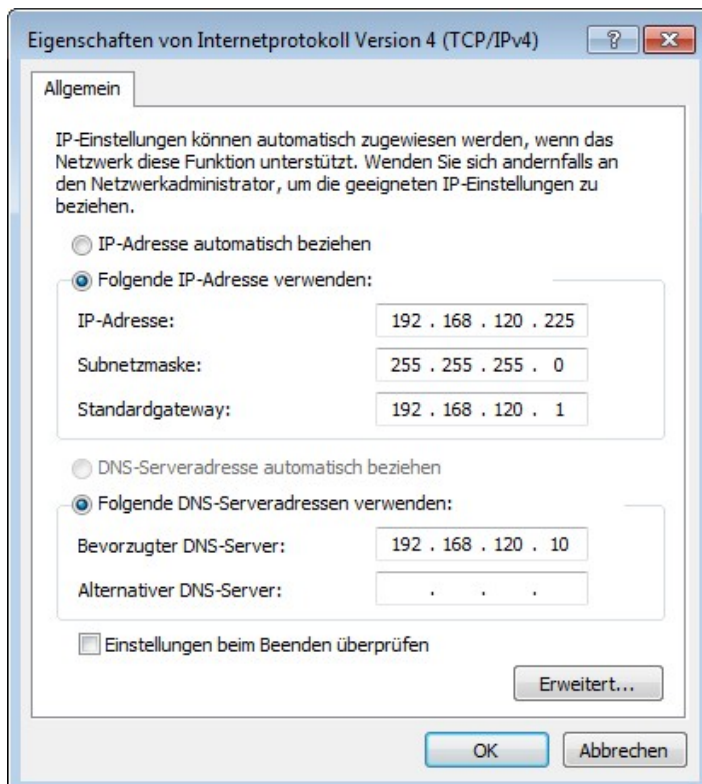 Eigenschaften von Internetprotokoll Version 4 (TCP/IPv4)
Allgemein
IP-Einstellungen können automatisch zugewiesen werden, wenn das
Netzwerk diese Funktion unterstützt. Wenden Sie sich andernfalls an
den Netzwerkadministrator, um die geeigneten IP-Einstellungen zu
beziehen.
IP-Adresse automatisch beziehen
Folgende IP-Adresse verwenden:
IP-Adresse: 192 . 168 . 120 . 225
Subnetzmaske: 255 . 255 . 255 . 0
Standardgateway: 192 . 168 . 120 . 1
DNS-Serveradresse automatisch beziehen
Folgende DNS-Serveradressen verwenden:
Bevorzugter DNS-Server: 192 . 168 . 120 . 10
Alternativer DNS-Server: . . .
Einstellungen beim Beenden überprüfen
Erweitert...
OK Abbrechen